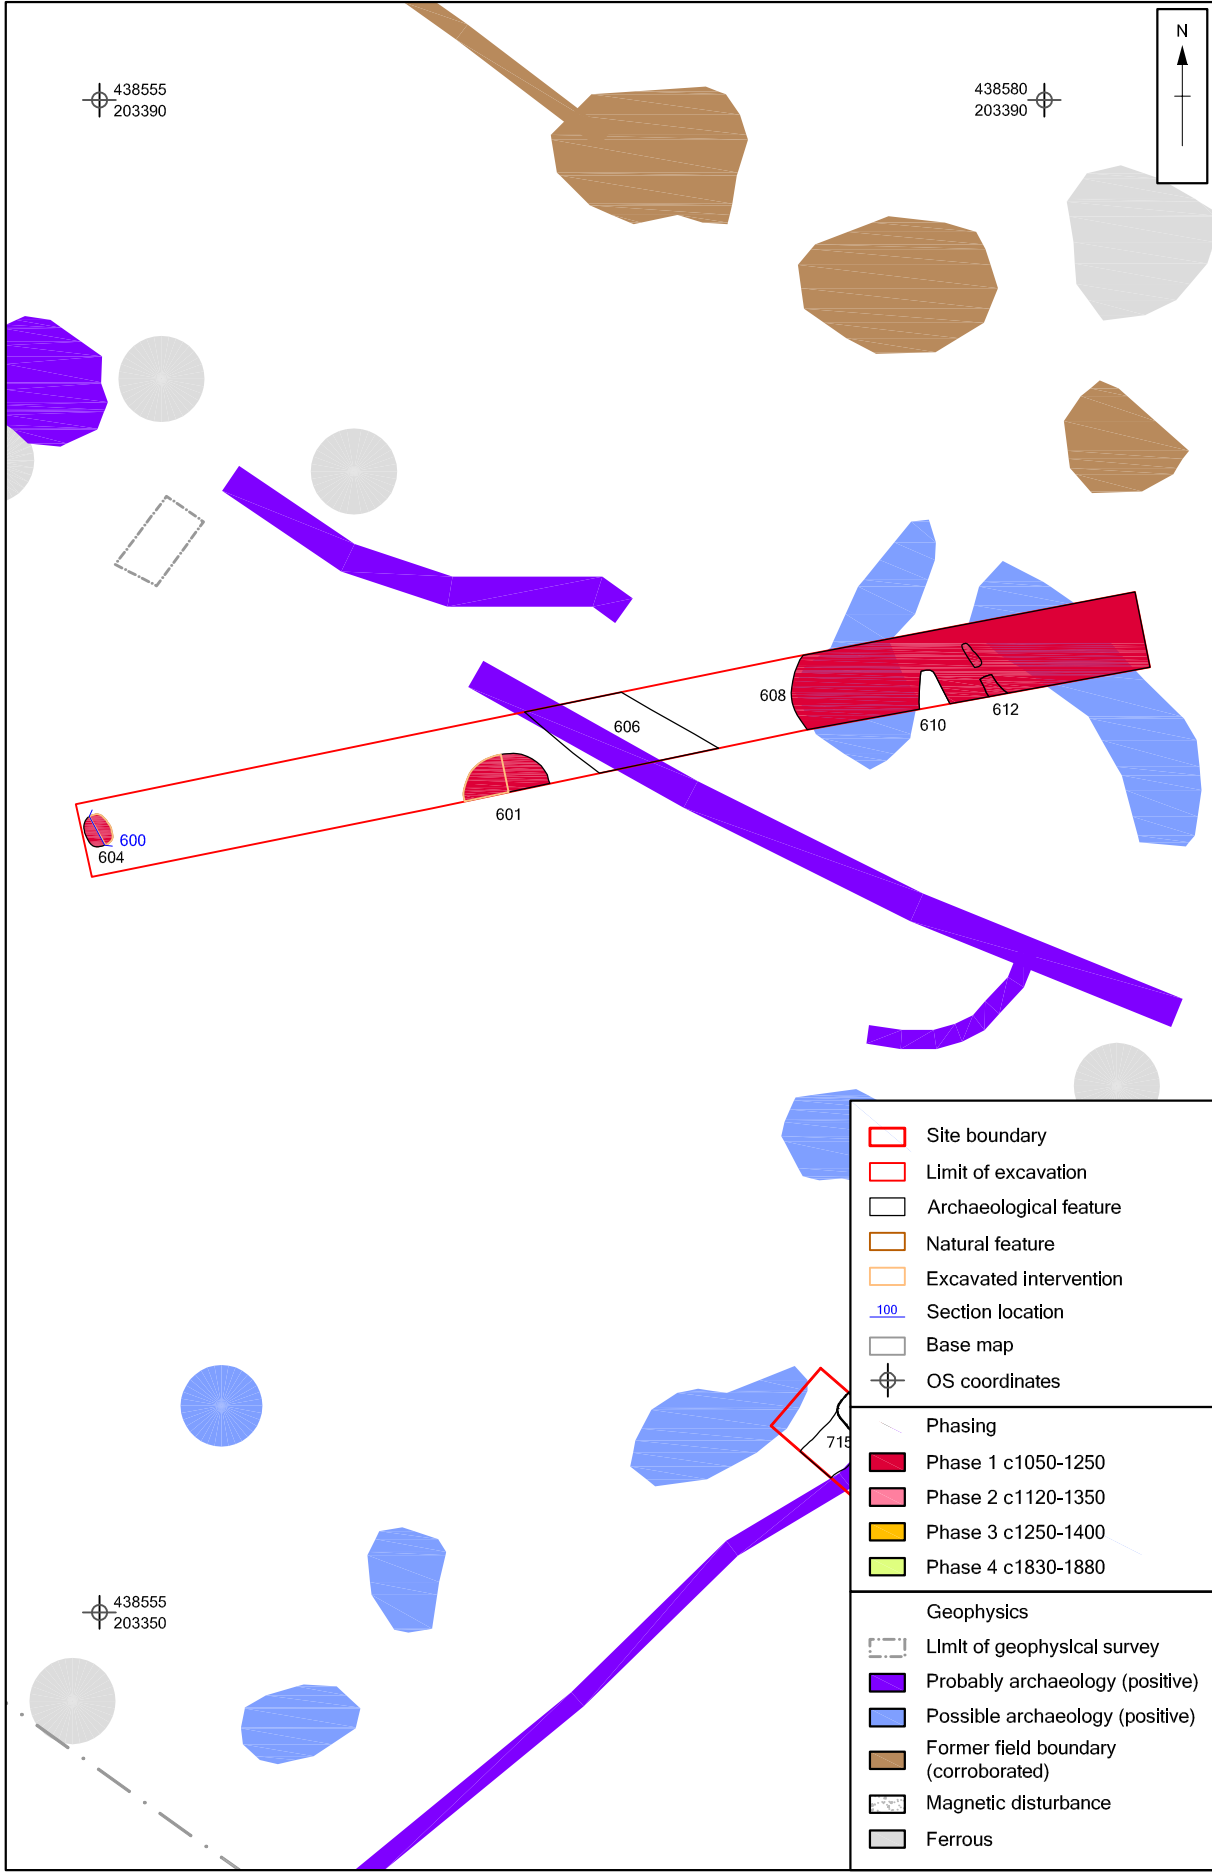 N
438555
203390
438580
203390
606
608
610
612
601
600
604
715
438555
203350
Site boundary
Limit of excavation
Archaeological feature
Natural feature
Excavated intervention
100 Section location
Base map
OS coordinates
Phasing
Phase 1 c1050-1250
Phase 2 c1120-1350
Phase 3 c1250-1400
Phase 4 c1830-1880
Geophysics
Limit of geophysical survey
Probably archaeology (positive)
Possible archaeology (positive)
Former field boundary
(corroborated)
Magnetic disturbance
Ferrous